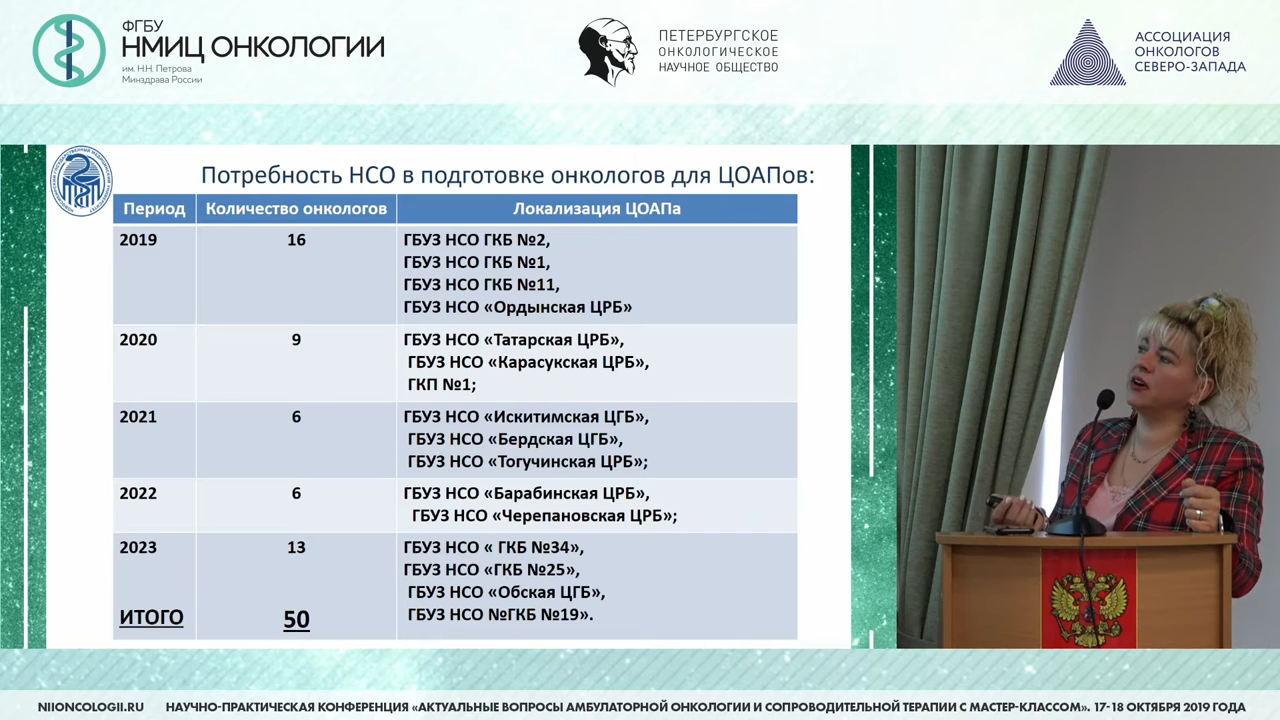 ФГБУ
НМИЦ ОНКОЛОГИИ
им. Н.Н. Петрова
Минздрава России
ПЕТЕРБУРГСКОЕ
ОНКОЛОГИЧЕСКОЕ
НАУЧНОЕ ОБЩЕСТВО
АССОЦИАЦИЯ
ОНКОЛОГОВ
СЕВЕРО-ЗАПАДА
Потребность НСО в подготовке онкологов для ЦОАПов:
Период Количество онкологов Локализация ЦОАПа
2019 16 ГБУЗ НСО ГКБ №2,
ГБУЗ НСО ГКБ №1,
ГБУЗ НСО ГКБ №11,
ГБУЗ НСО «Ордынская ЦРБ»
2020 9 ГБУЗ НСО «Татарская ЦРБ»,
ГБУЗ НСО «Карасукская ЦРБ»,
ГКП №1;
2021 6 ГБУЗ НСО «Искитимская ЦГБ»,
ГБУЗ НСО «Бердская ЦГБ»,
ГБУЗ НСО «Тогучинская ЦРБ»;
2022 6 ГБУЗ НСО «Барабинская ЦРБ»,
ГБУЗ НСО «Черепановская ЦРБ»;
2023 13 ГБУЗ НСО « ГКБ №34»,
ГБУЗ НСО «ГКБ №25»,
ГБУЗ НСО «Обская ЦГБ»,
ГБУЗ НСО №ГКБ №19».
ИТОГО 50
NIIONCOLOGII.RU НАУЧНО-ПРАКТИЧЕСКАЯ КОНФЕРЕНЦИЯ «АКТУАЛЬНЫЕ ВОПРОСЫ АМБУЛАТОРНОЙ ОНКОЛОГИИ И СОПРОВОДИТЕЛЬНОЙ ТЕРАПИИ С МАСТЕР-КЛАССОМ». 17-18 ОКТЯБРЯ 2019 ГОДА